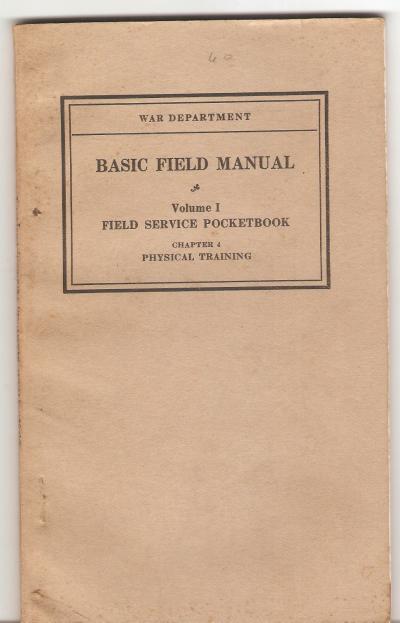 WAR DEPARTMENT
BASIC FIELD MANUAL
Volume I
FIELD SERVICE POCKETBOOK
CHAPTER 4
PHYSICAL TRAINING